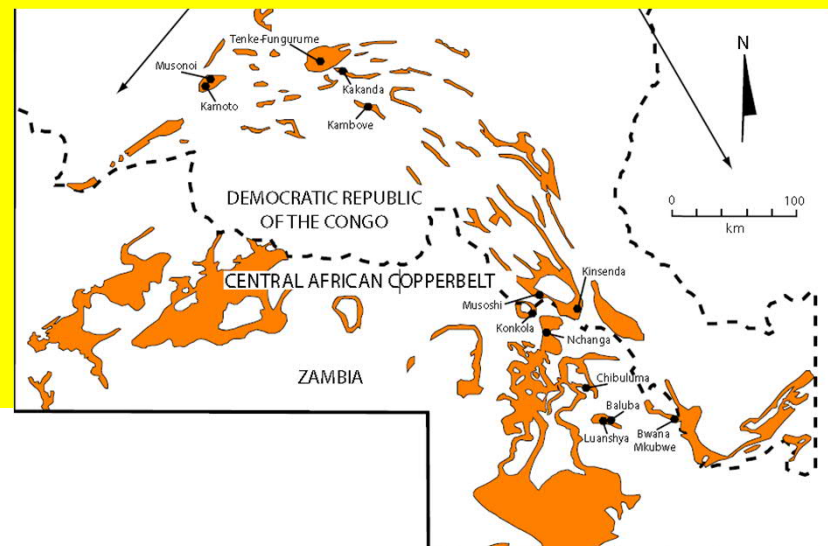 Tenke-Fungurume
Musonoi
Kamoto
Kakanda
Kambove
N
0 100
km
DEMOCRATIC REPUBLIC
OF THE CONGO
CENTRAL AFRICAN COPPERBELT
Musoshi
Kinsenda
Konkola
Nchanga
ZAMBIA
Chibuluma
Baluba
Luanshya
Bwana
Mkubwe